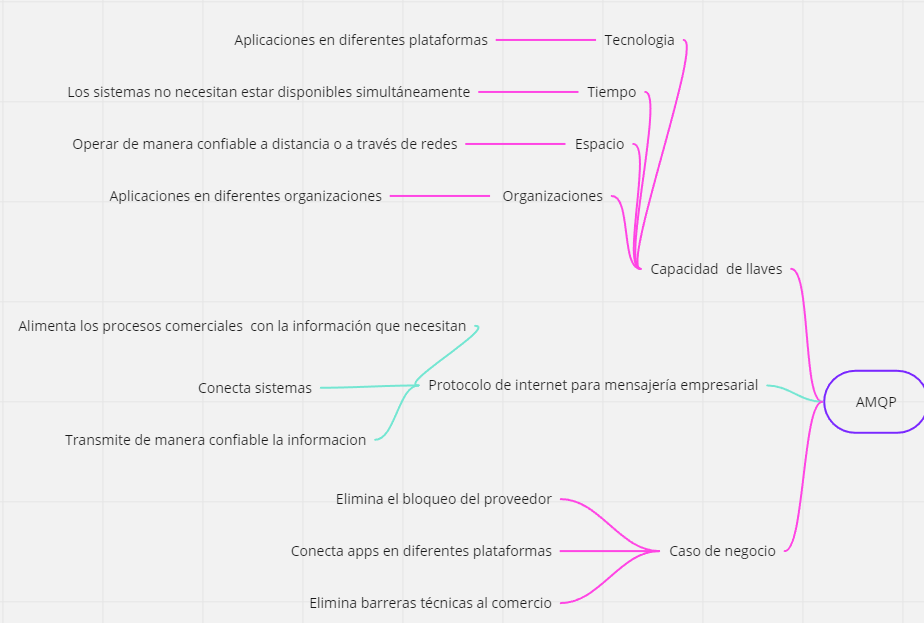 Aplicaciones en diferentes plataformas
Tecnologia
Los sistemas no necesitan estar disponibles simultáneamente
Tiempo
Operar de manera confiable a distancia o a través de redes
Espacio
Aplicaciones en diferentes organizaciones
Organizaciones
Capacidad  de llaves
Alimenta los procesos comerciales  con la información que necesitan
Conecta sistemas
Protocolo de internet para mensajería empresarial
AMQP
Transmite de manera confiable la informacion
Elimina el bloqueo del proveedor
Conecta apps en diferentes plataformas
Caso de negocio
Elimina barreras técnicas al comercio